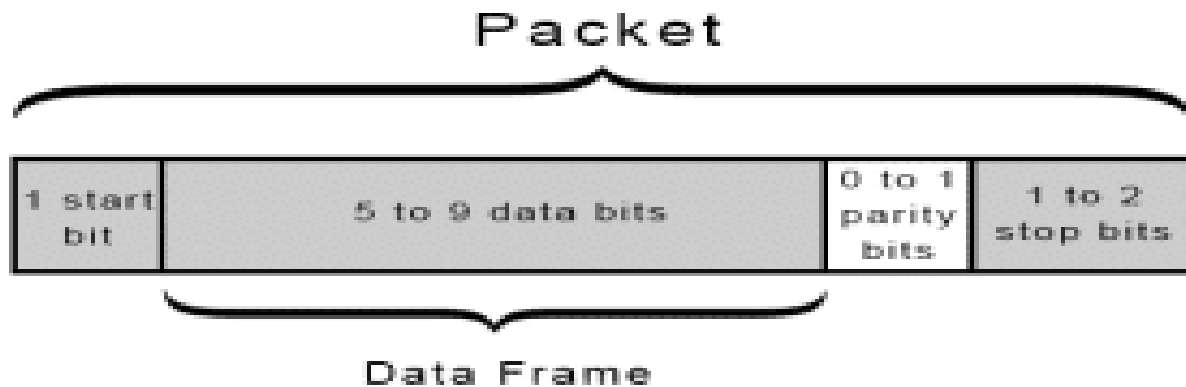 Packet
1 start
bit
5 to 9 data bits
0 to 1
parity
bits
1 to 2
stop bits
Data Frame